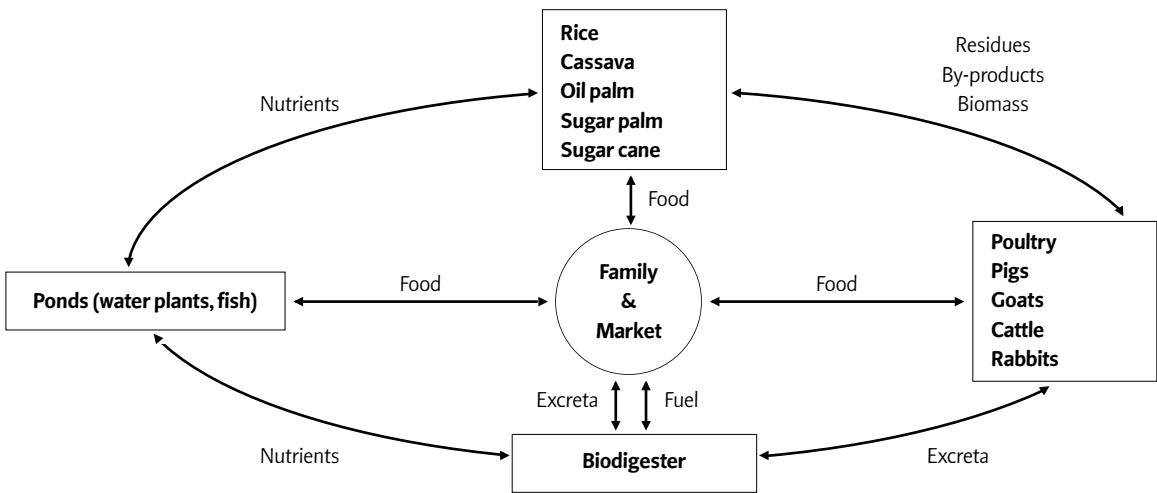 Rice
Cassava
Oil palm
Sugar palm
Sugar cane
Residues
By-products
Biomass
Nutrients
Food
Poultry
Pigs
Goats
Cattle
Rabbits
Family
&
Market
Ponds (water plants, fish)
Food
Food
Excreta
Fuel
Biodigester
Nutrients
Excreta